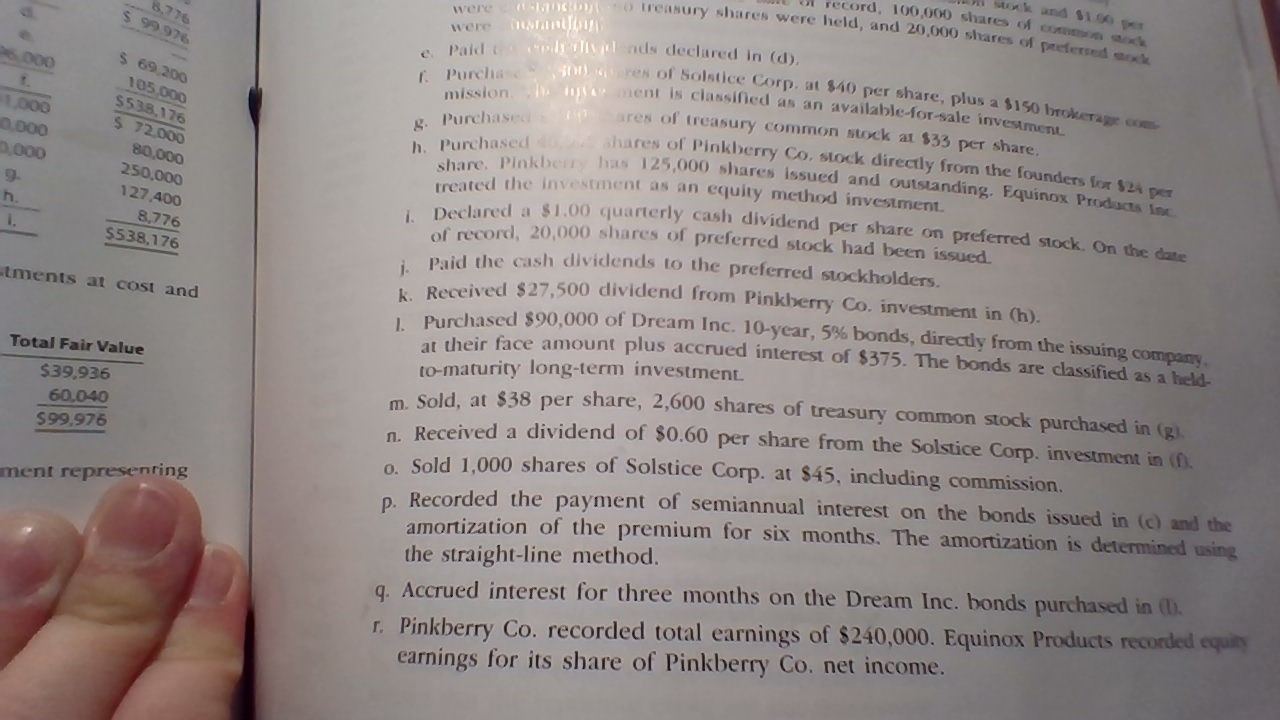 8,776
$ 99,976
$ 69,200
105,000
$538,176
$ 72,000
80,000
250,000
127,400
8,776
$538,176
d.
e.
f.
g.
h.
i.
stments at cost and
Total Fair Value
$39,936
60,040
$99,976
ment representing
record, 100,000 shares of common stock
were treasury shares were held, and 20,000 shares of preferred stock
were
e. Paid declared in (d).
f. of Solstice Corp. at $40 per share, plus a $150 brokerage com-
mission. is classified as an available-for-sale investment.
g. Purchased of treasury common stock at $33 per share.
h. Purchased shares of Pinkberry Co. stock directly from the founders for $24 per
share. Pinkberry has 125,000 shares issued and outstanding. Equinox Products Inc.
treated the investment as an equity method investment.
i. Declared a $1.00 quarterly cash dividend per share on preferred stock. On the date
of record, 20,000 shares of preferred stock had been issued.
j. Paid the cash dividends to the preferred stockholders.
k. Received $27,500 dividend from Pinkberry Co. investment in (h).
l. Purchased $90,000 of Dream Inc. 10-year, 5% bonds, directly from the issuing company,
at their face amount plus accrued interest of $375. The bonds are classified as a held-
to-maturity long-term investment.
m. Sold, at $38 per share, 2,600 shares of treasury common stock purchased in (g).
n. Received a dividend of $0.60 per share from the Solstice Corp. investment in (f).
o. Sold 1,000 shares of Solstice Corp. at $45, including commission.
p. Recorded the payment of semiannual interest on the bonds issued in (c) and the
amortization of the premium for six months. The amortization is determined using
the straight-line method.
q. Accrued interest for three months on the Dream Inc. bonds purchased in (l).
r. Pinkberry Co. recorded total earnings of $240,000. Equinox Products recorded equity
earnings for its share of Pinkberry Co. net income.